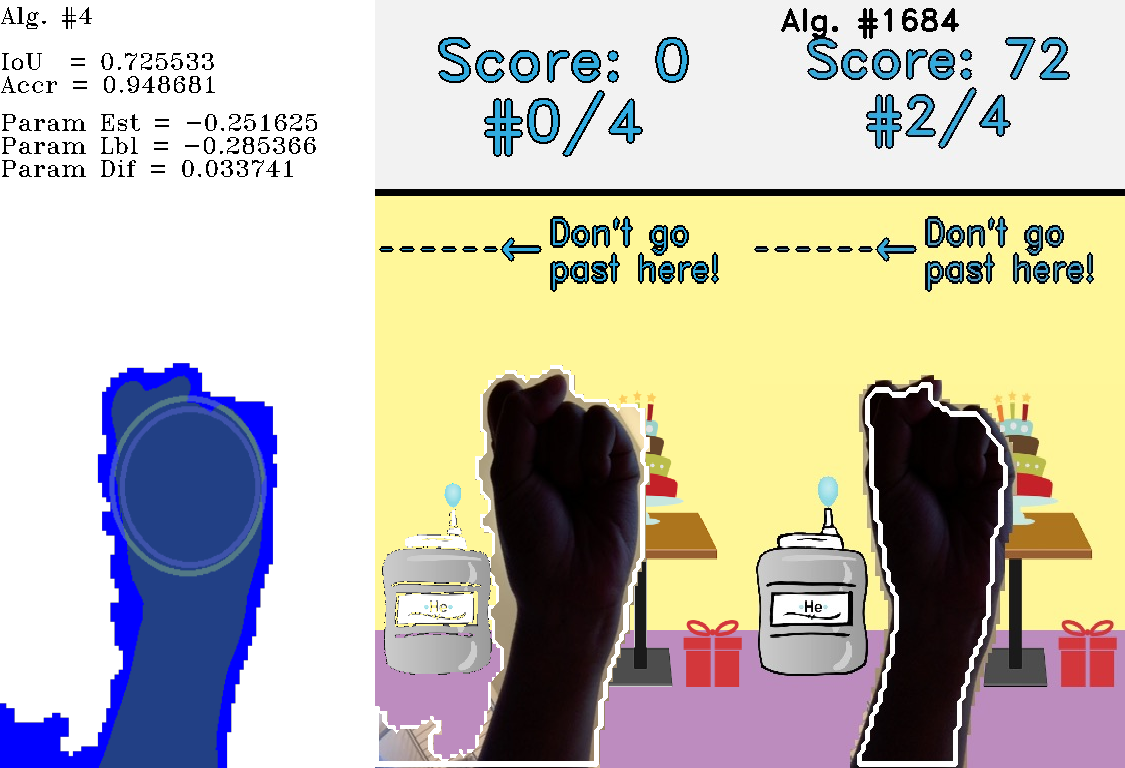 Alg. #4
IoU = 0.725533
Accr = 0.948681
Param Est = −0.251625
Param Lbl = −0.285366
Param Dif = 0.033741
Score: 0
#0/4
Don't go
past here!
He
Alg. #1684
Score: 72
#2/4
Don't go
past here!
He